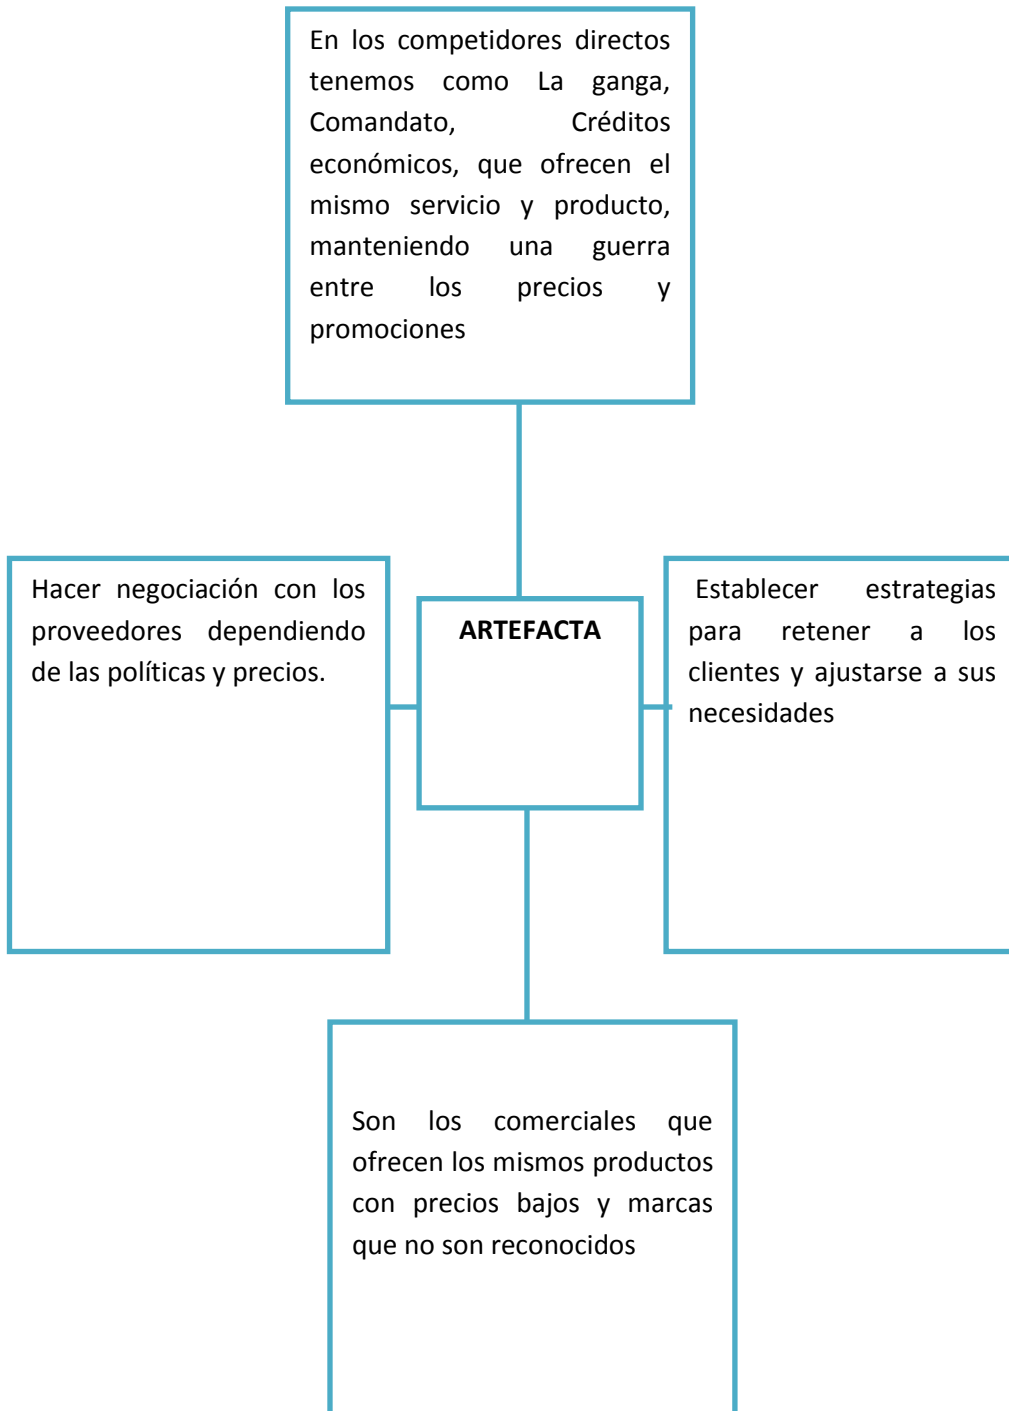 En los competidores directos
tenemos como La ganga,
Comandato, Créditos
económicos, que ofrecen el
mismo servicio y producto,
manteniendo una guerra
entre los precios y
promociones
Hacer negociación con los
proveedores dependiendo
de las políticas y precios.
ARTEFACTA
Establecer estrategias
para retener a los
clientes y ajustarse a sus
necesidades
Son los comerciales que
ofrecen los mismos productos
con precios bajos y marcas
que no son reconocidos